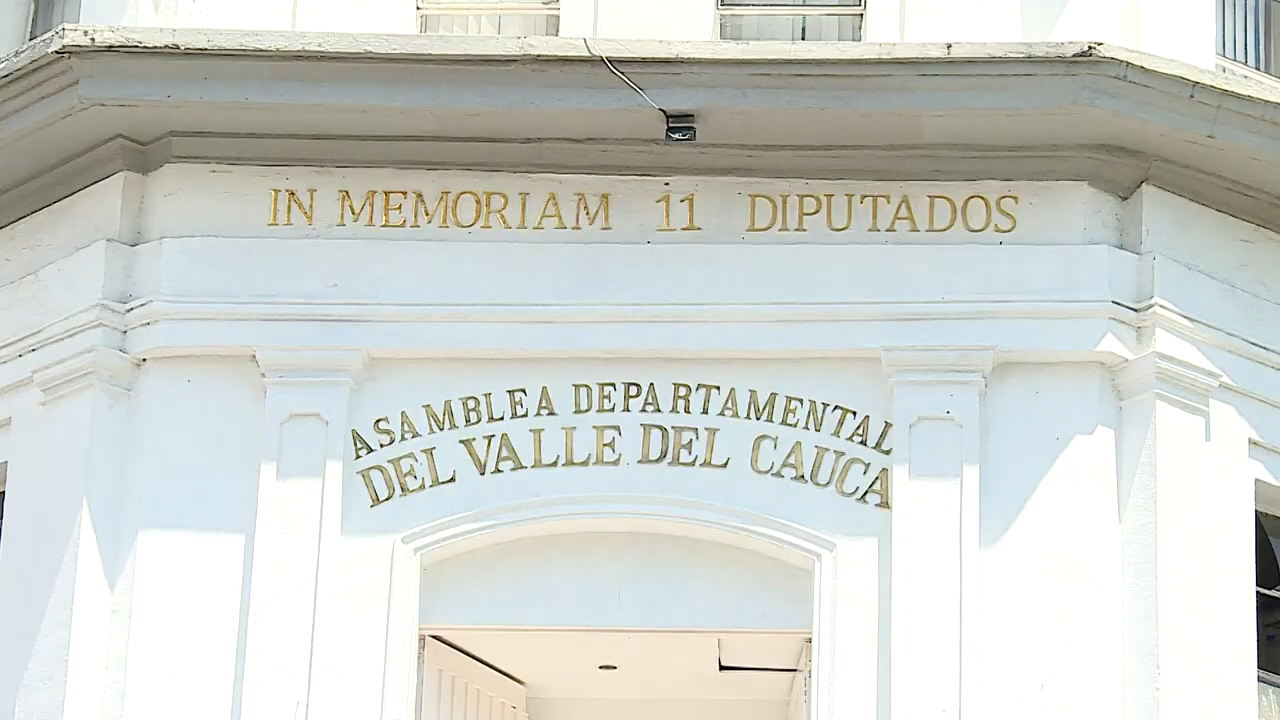 IN MEMORIAM 11 DIPUTADOS
ASAMBLEA DEPARTAMENTAL
DEL VALLE DEL CAUCA